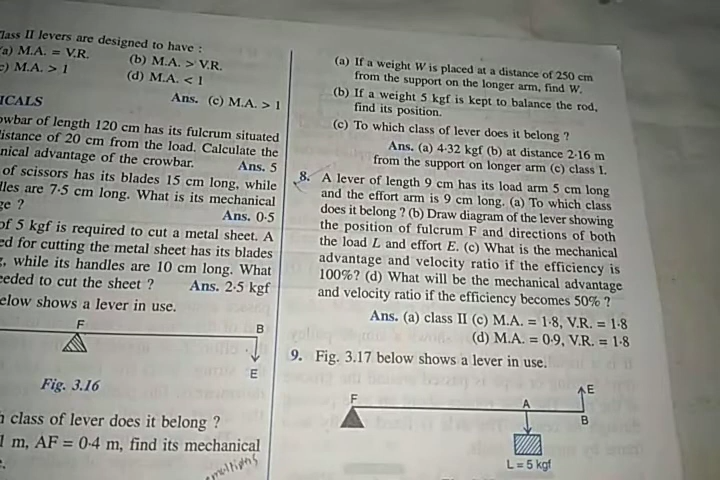 lass II levers are designed to have :
a) M.A. = V.R.
(b) M.A. > V.R.
c) M.A. > 1
(d) M.A. < 1
Ans. (c) M.A. > 1
ICALS
owbar of length 120 cm has its fulcrum situated
istance of 20 cm from the load. Calculate the
nical advantage of the crowbar.
Ans. 5
of scissors has its blades 15 cm long, while
lles are 7·5 cm long. What is its mechanical
ge ?
Ans. 0·5
of 5 kgf is required to cut a metal sheet. A
ed for cutting the metal sheet has its blades
, while its handles are 10 cm long. What
eeded to cut the sheet ?
Ans. 2·5 kgf
elow shows a lever in use.
F
B
E
Fig. 3.16
h class of lever does it belong ?
1 m, AF = 0·4 m, find its mechanical
(a) If a weight W is placed at a distance of 250 cm
from the support on the longer arm, find W.
(b) If a weight 5 kgf is kept to balance the rod,
find its position.
(c) To which class of lever does it belong ?
Ans. (a) 4·32 kgf (b) at distance 2·16 m
from the support on longer arm (c) class I.
8. A lever of length 9 cm has its load arm 5 cm long
and the effort arm is 9 cm long. (a) To which class
does it belong ? (b) Draw diagram of the lever showing
the position of fulcrum F and directions of both
the load L and effort E. (c) What is the mechanical
advantage and velocity ratio if the efficiency is
100%? (d) What will be the mechanical advantage
and velocity ratio if the efficiency becomes 50% ?
Ans. (a) class II (c) M.A. = 1·8, V.R. = 1·8
(d) M.A. = 0·9, V.R. = 1·8
9. Fig. 3.17 below shows a lever in use.
F
A
E
B
L = 5 kgf